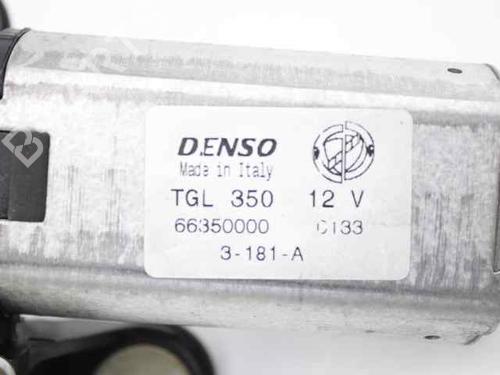 DENSO
Made in Italy
TGL 350 12 V
66350000 C133
3-181-A